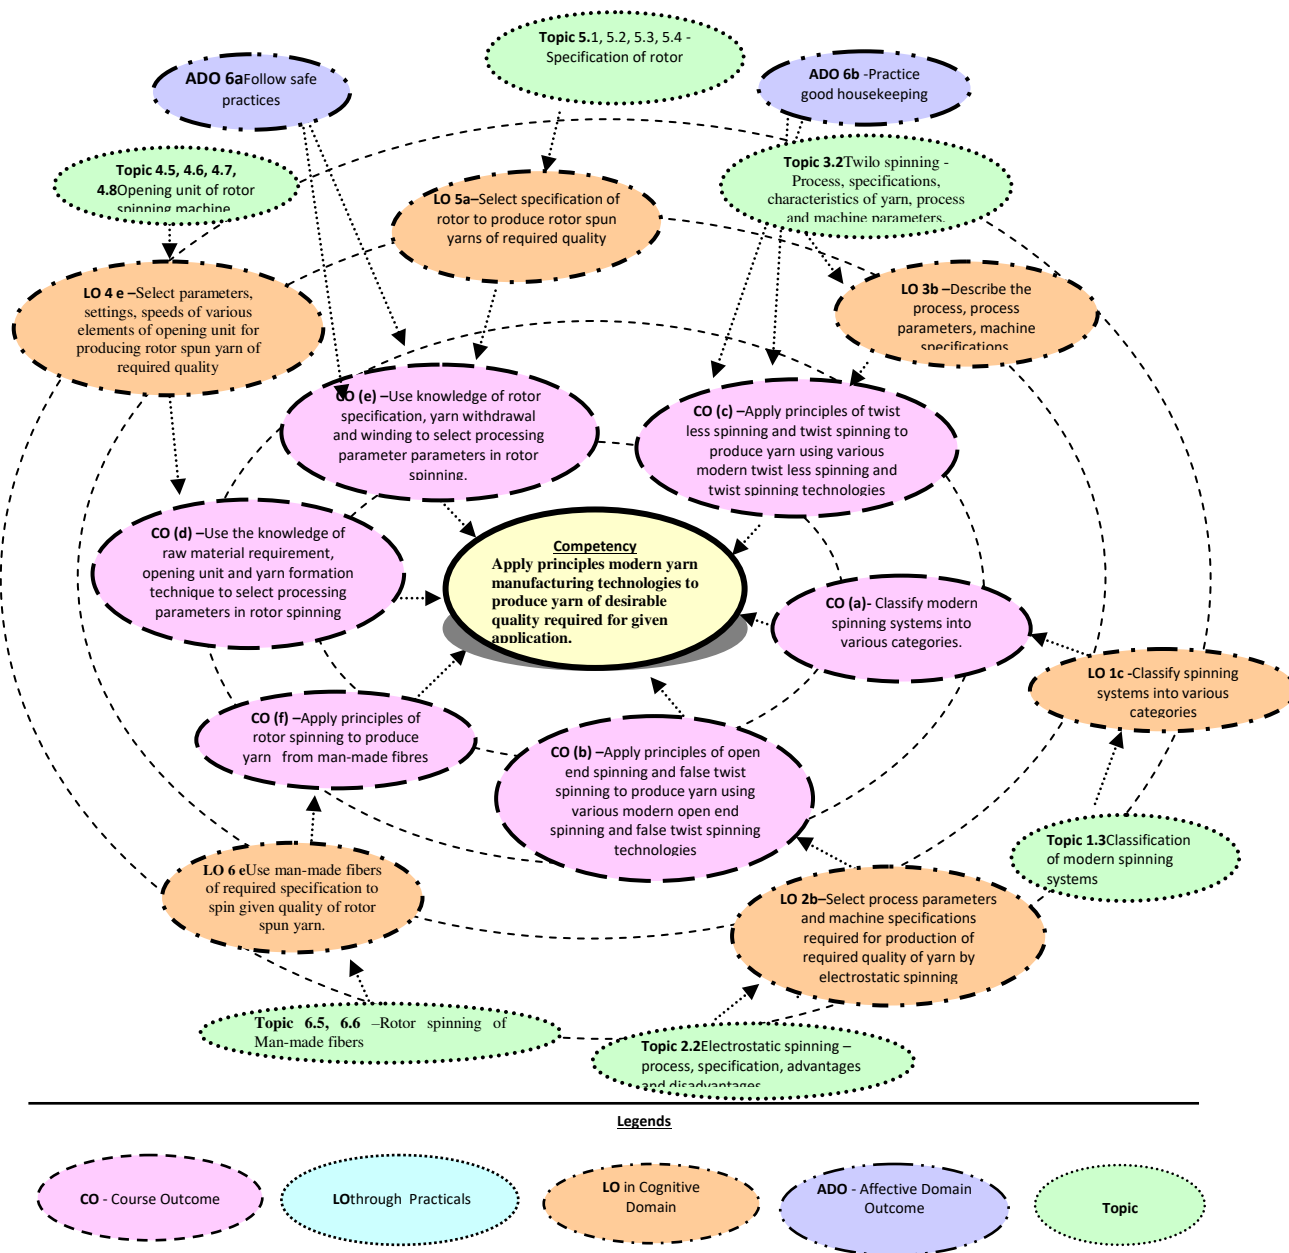 Topic 5.1, 5.2, 5.3, 5.4 -
Specification of rotor
ADO 6aFollow safe
practices
ADO 6b -Practice
good housekeeping
Topic 4.5, 4.6, 4.7,
4.8Opening unit of rotor
spinning machine
Topic 3.2Twilo spinning -
Process, specifications,
characteristics of yarn, process
and machine parameters.
LO 5a–Select specification of
rotor to produce rotor spun
yarns of required quality
LO 4 e –Select parameters,
settings, speeds of various
elements of opening unit for
producing rotor spun yarn of
required quality
LO 3b –Describe the
process, process
parameters, machine
specifications
CO (e) –Use knowledge of rotor
specification, yarn withdrawal
and winding to select processing
parameter parameters in rotor
spinning.
CO (c) –Apply principles of twist
less spinning and twist spinning to
produce yarn using various
modern twist less spinning and
twist spinning technologies
CO (d) –Use the knowledge of
raw material requirement,
opening unit and yarn formation
technique to select processing
parameters in rotor spinning
Competency
Apply principles modern yarn
manufacturing technologies to
produce yarn of desirable
quality required for given
application.
CO (a)- Classify modern
spinning systems into
various categories.
LO 1c -Classify spinning
systems into various
categories
CO (f) –Apply principles of
rotor spinning to produce
yarn from man-made fibres
CO (b) –Apply principles of open
end spinning and false twist
spinning to produce yarn using
various modern open end
spinning and false twist spinning
technologies
Topic 1.3Classification
of modern spinning
systems
LO 6 eUse man-made fibers
of required specification to
spin given quality of rotor
spun yarn.
LO 2b–Select process parameters
and machine specifications
required for production of
required quality of yarn by
electrostatic spinning
Topic 6.5, 6.6 –Rotor spinning of
Man-made fibers
Topic 2.2Electrostatic spinning –
process, specification, advantages
and disadvantages
Legends
CO - Course Outcome
LOthrough Practicals
LO in Cognitive
Domain
ADO - Affective Domain
Outcome
Topic